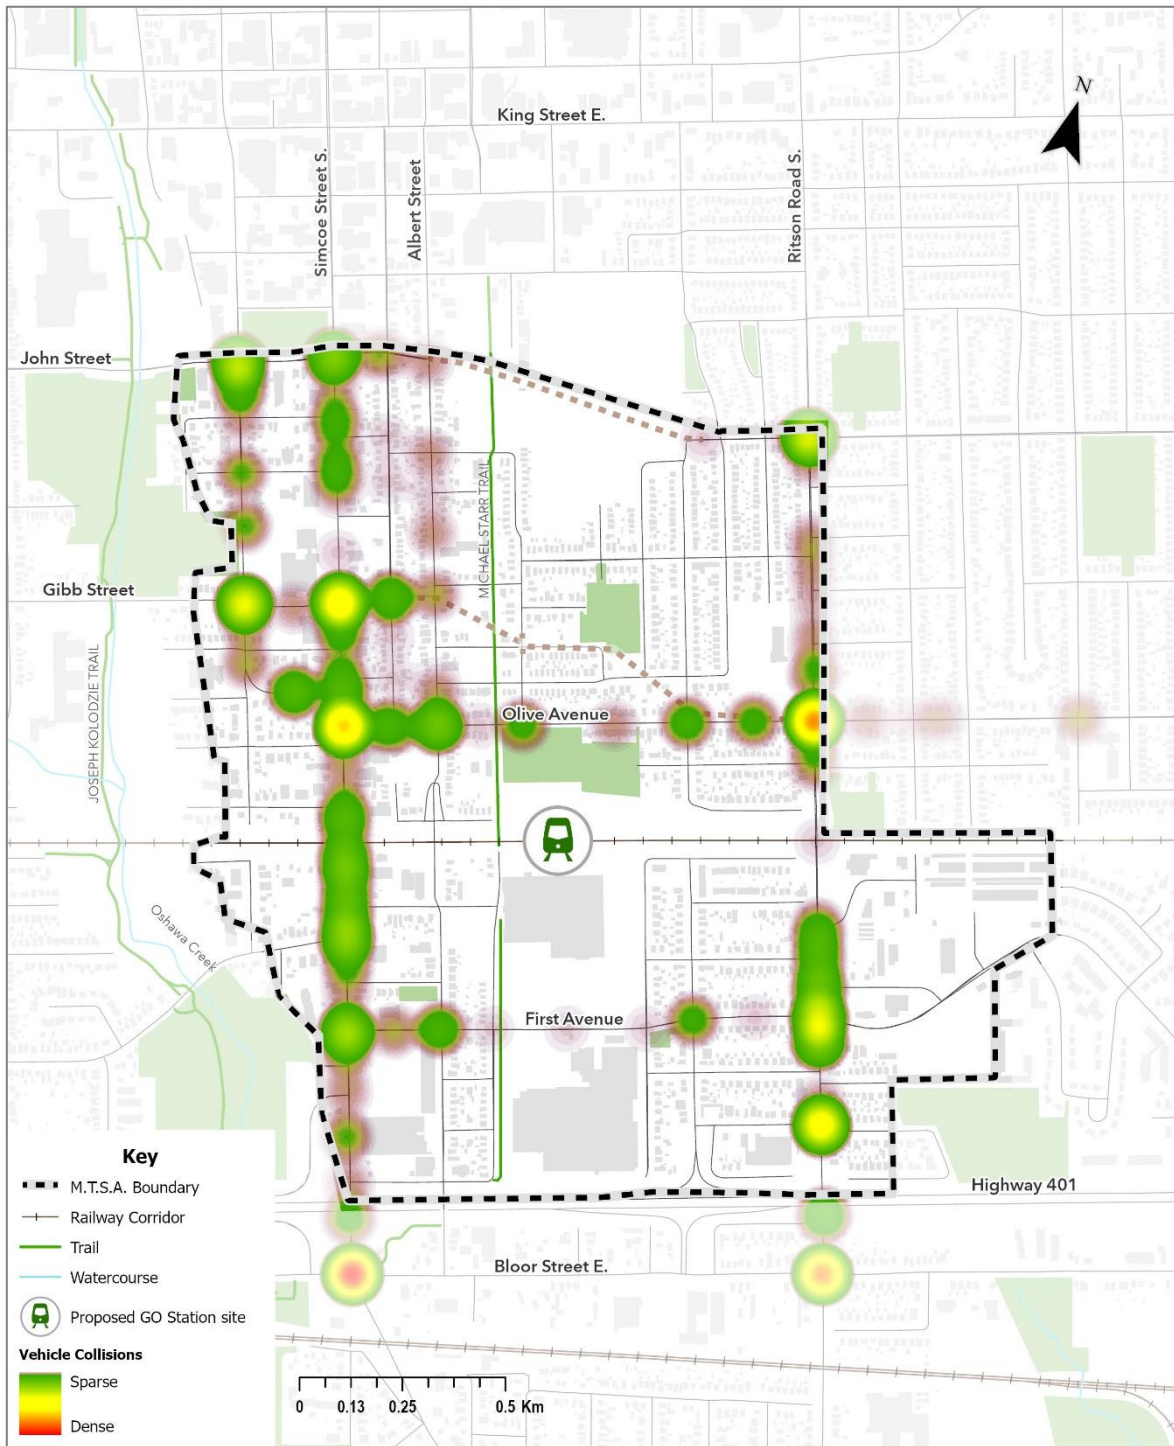 N
King Street E.
Simcoe Street S.
Albert Street
Ritson Road S.
John Street
MICHAEL STARR TRAIL
Gibb Street
JOSEPH KOLODZIE TRAIL
Olive Avenue
Oshawa Creek
First Avenue
Key
M.T.S.A. Boundary
Railway Corridor
Trail
Watercourse
Proposed GO Station site
Vehicle Collisions
Sparse
Dense
Highway 401
Bloor Street E.
0 0.13 0.25 0.5 Km